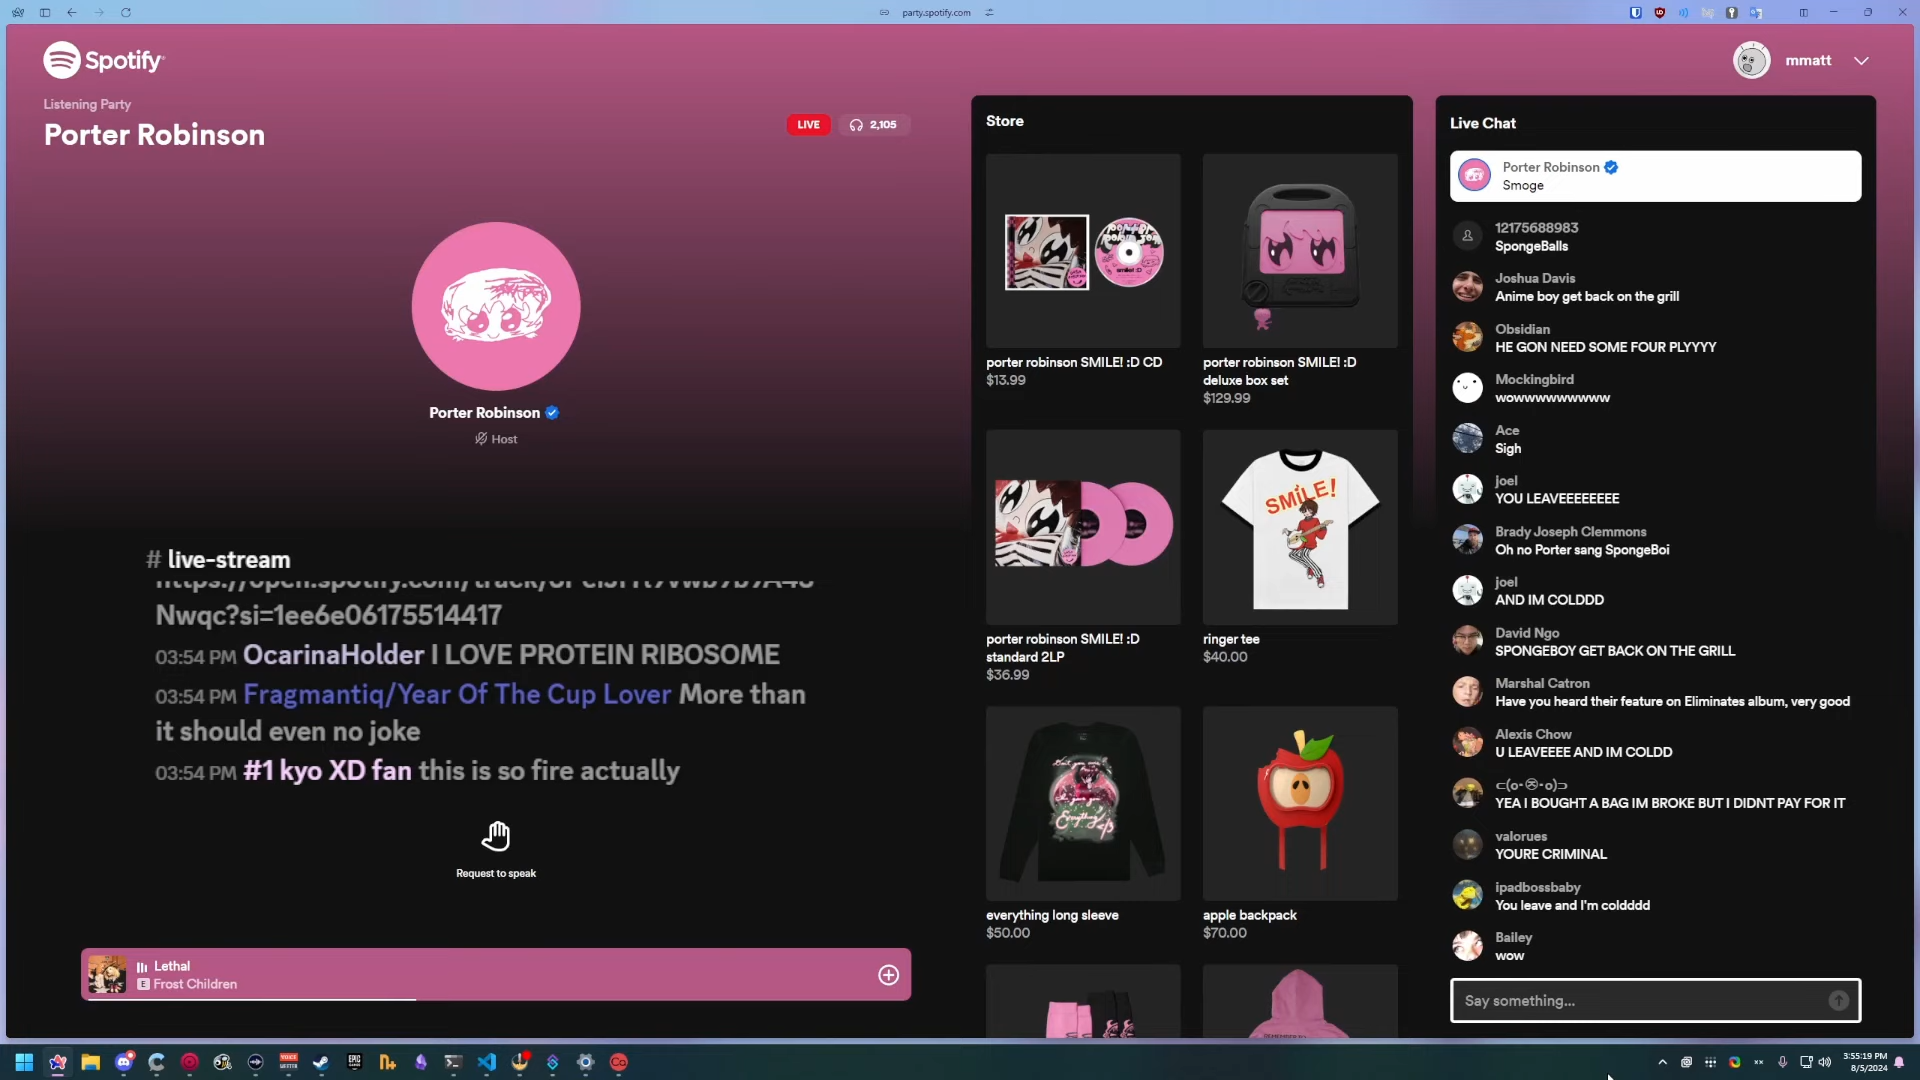 party.spotify.com
Spotify
mmatt
Listening Party
Porter Robinson
LIVE
2,105
Porter Robinson
Host
# live-stream
Nwqc?si=1ee6e06175514417
03:54 PM OcarinaHolder I LOVE PROTEIN RIBOSOME
03:54 PM Fragmantiq/Year Of The Cup Lover More than
it should even no joke
03:54 PM #1 kyo XD fan this is so fire actually
Request to speak
Lethal
E Frost Children
Store
porter robinson SMILE! :D CD
$13.99
porter robinson SMILE! :D
deluxe box set
$129.99
SMiLE!
porter robinson SMILE! :D
standard 2LP
$36.99
ringer tee
$40.00
everything long sleeve
$50.00
apple backpack
$70.00
Live Chat
Porter Robinson
Smoge
12175688983
SpongeBalls
Joshua Davis
Anime boy get back on the grill
Obsidian
HE GON NEED SOME FOUR PLYYYY
Mockingbird
wowwwwwwwww
Ace
Sigh
joel
YOU LEAVEEEEEEEE
Brady Joseph Clemmons
Oh no Porter sang SpongeBoi
joel
AND IM COLDDD
David Ngo
SPONGEBOY GET BACK ON THE GRILL
Marshal Catron
Have you heard their feature on Eliminates album, very good
Alexis Chow
U LEAVEEEE AND IM COLDD
YEA I BOUGHT A BAG IM BROKE BUT I DIDNT PAY FOR IT
valorues
YOURE CRIMINAL
ipadbossbaby
You leave and I'm coldddd
Bailey
wow
Say something...
3:55:19 PM
8/5/2024